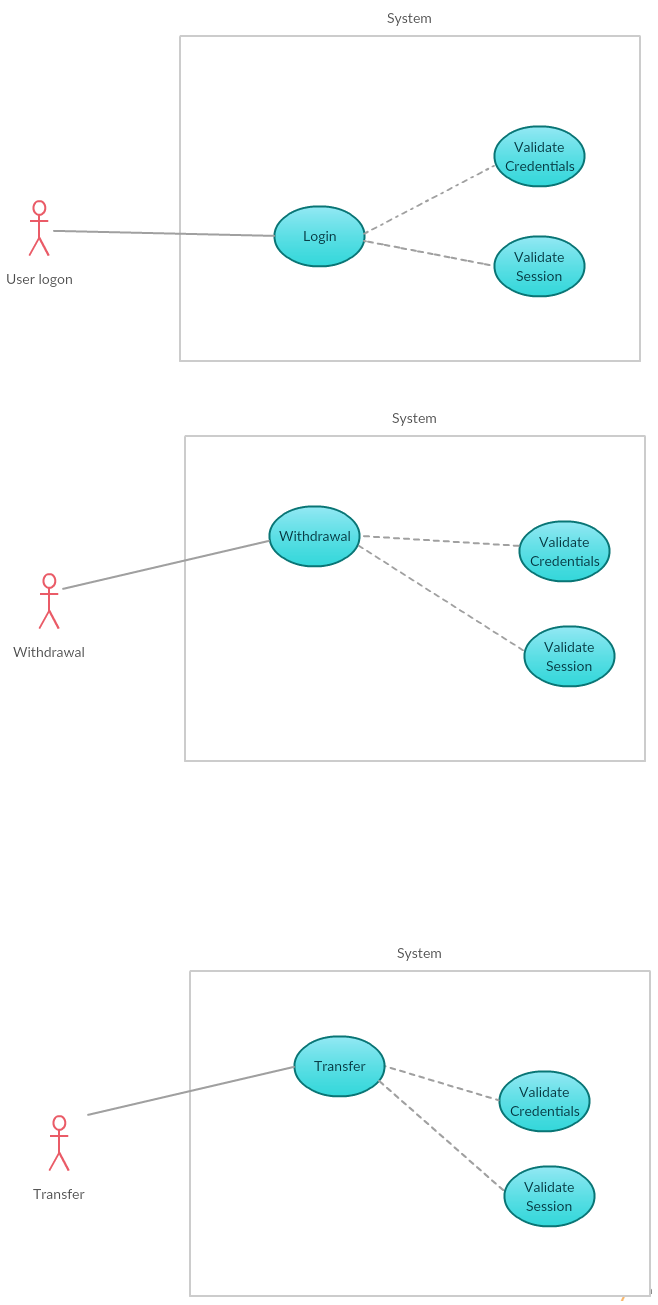 System
Validate
Credentials
Login
Validate
Session
User logon
System
Withdrawal
Validate
Credentials
Validate
Session
Withdrawal
System
Transfer
Validate
Credentials
Validate
Session
Transfer